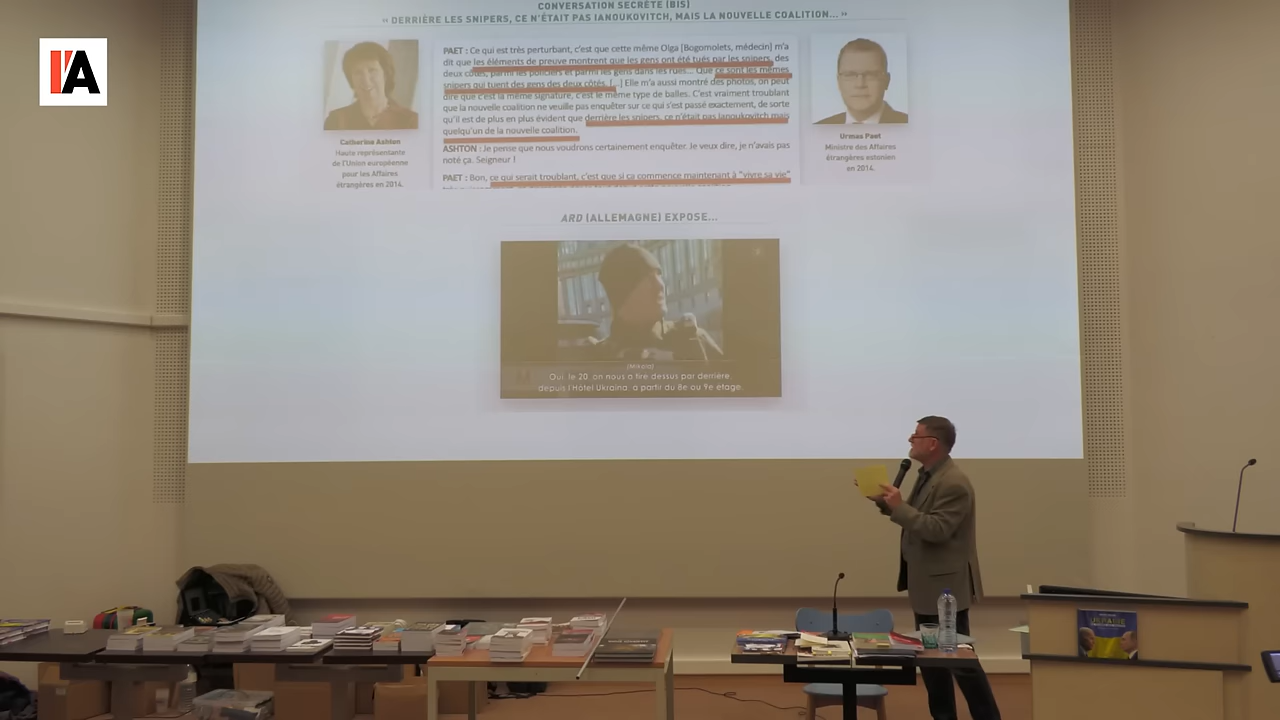 I'A
CONVERSATION SECRÈTE (BIS)
« DERRIÈRE LES SNIPERS, CE N'ÉTAIT PAS IANOUKOVITCH, MAIS LA NOUVELLE COALITION... »
PAET : Ce qui est très perturbant, c'est que cette même Olga [Bogomolets, médecin] m'a
dit que les éléments de preuve montrent que les gens ont été tués par les snipers, des
deux côtés, parmi les policiers et parmi les gens dans les rues... Que ce sont les mêmes
snipers qui tuent des gens des deux côtés. [...] Elle m'a aussi montré des photos, on peut
dire que c'est la même signature, c'est le même type de balles. C'est vraiment troublant
que la nouvelle coalition ne veuille pas enquêter sur ce qui s'est passé exactement, de sorte
qu'il est de plus en plus évident que derrière les snipers, ce n'était pas Ianoukovitch mais
quelqu'un de la nouvelle coalition.
ASHTON : Je pense que nous voudrons certainement enquêter. Je veux dire, je n'avais pas
noté ça. Seigneur !
PAET : Bon, ce qui serait troublant, c'est que si ça commence maintenant à "vivre sa vie"
Catherine Ashton
Haute représentante
de l'Union européenne
pour les Affaires
étrangères en 2014.
Urmas Paet
Ministre des Affaires
étrangères estonien
en 2014.
ARD (ALLEMAGNE) EXPOSE...
Oui, le 20, on nous a tiré dessus par derrière,
depuis l'Hôtel Ukraina, à partir du 8e ou 9e étage.
UKRAINE